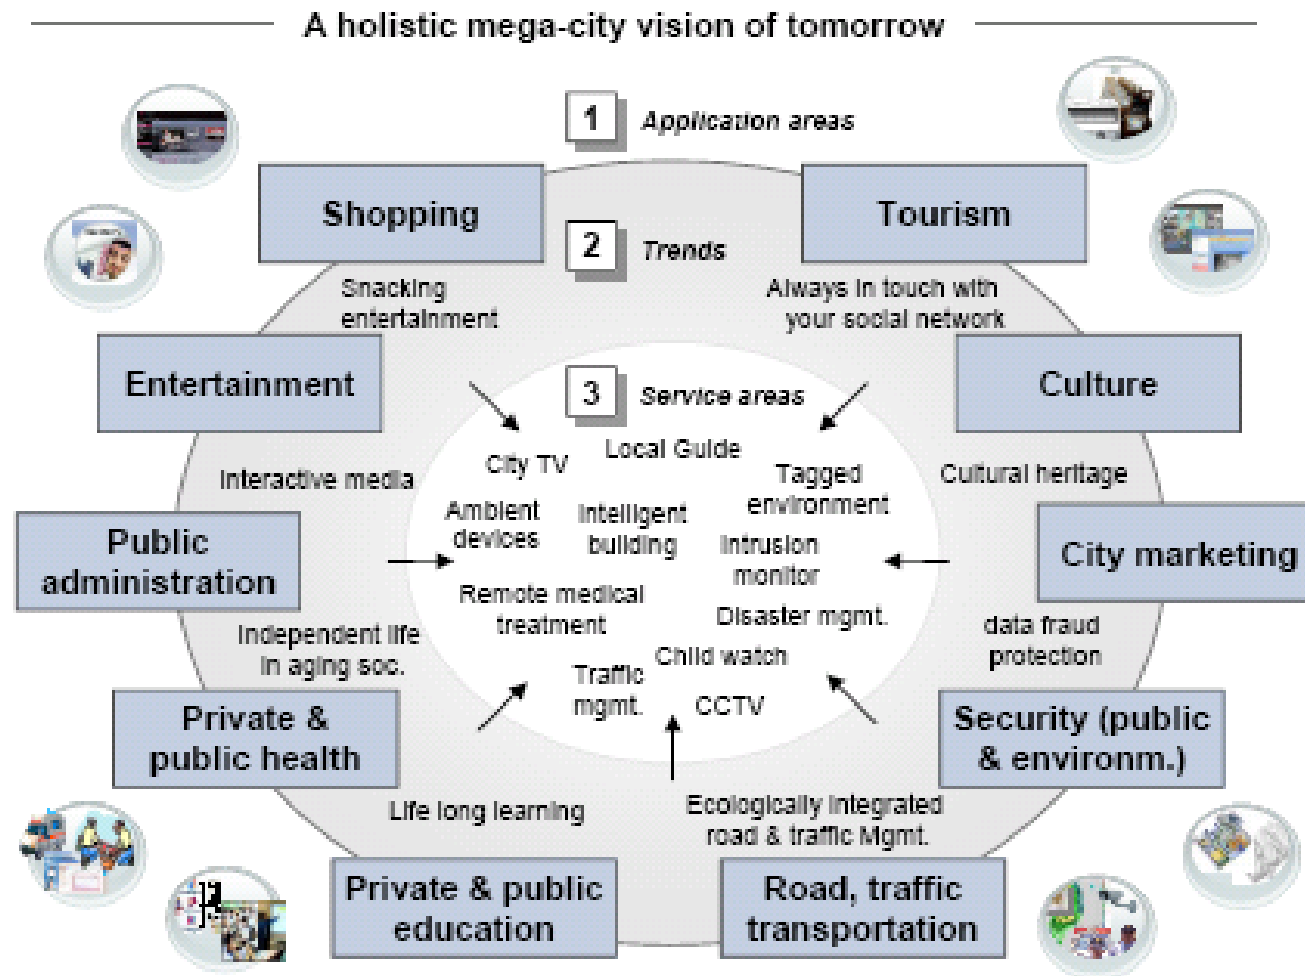 A holistic mega-city vision of tomorrow
1 Application areas
Shopping
Tourism
2 Trends
Snacking
entertainment
Always in touch with
your social network
Entertainment
Culture
3 Service areas
City TV
Local Guide
Tagged
environment
Interactive media
Cultural heritage
Ambient
devices
Intelligent
building
Intrusion
monitor
Public
administration
City marketing
Remote medical
treatment
Disaster mgmt.
Independent life
in aging soc.
data fraud
protection
Child watch
Traffic
mgmt.
CCTV
Private &
public health
Security (public
& environm.)
Life long learning
Ecologically integrated
road & traffic Mgmt.
Private & public
education
Road, traffic
transportation